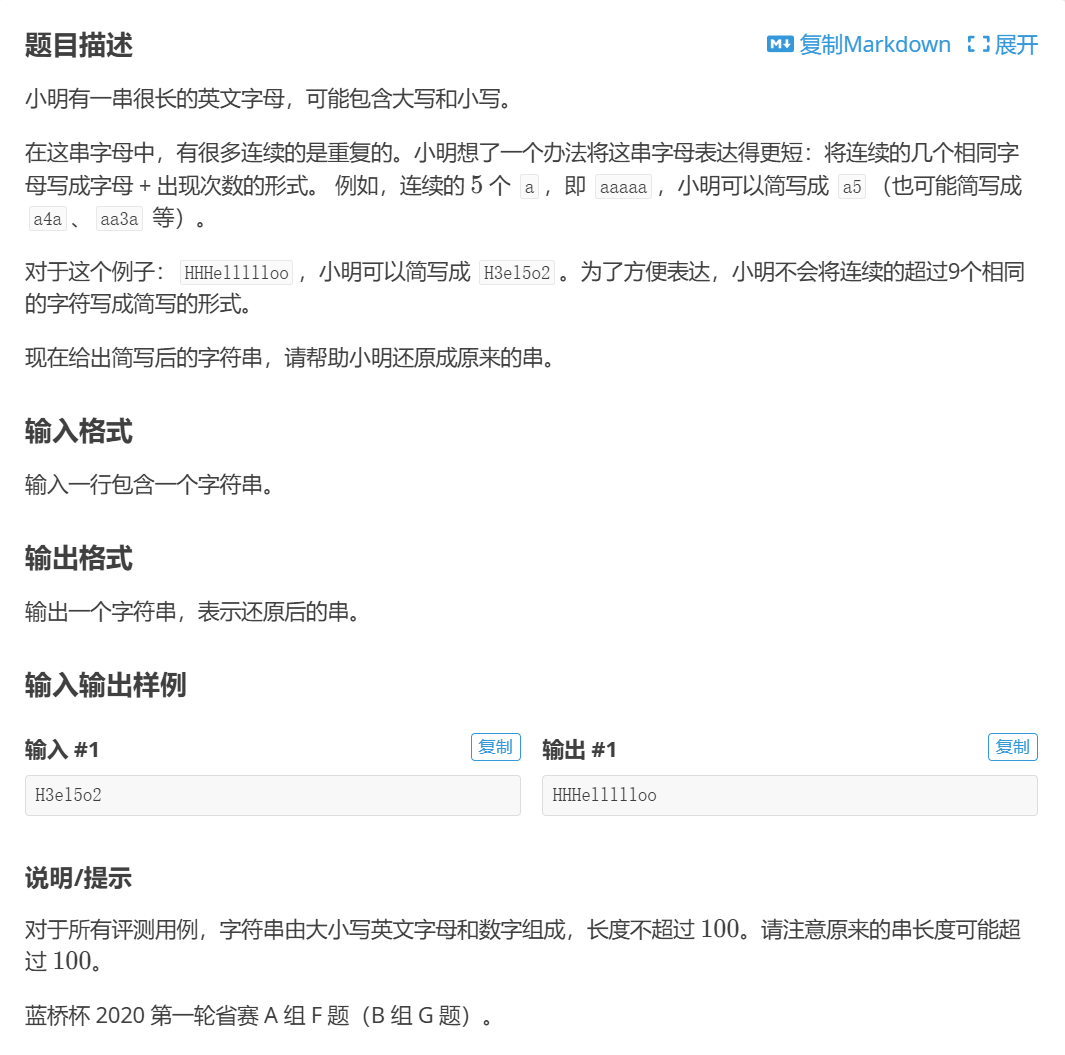 题目描述
复制Markdown 展开
小明有一串很长的英文字母，可能包含大写和小写。
在这串字母中，有很多连续的是重复的。小明想了一个办法将这串字母表达得更短：将连续的几个相同字
母写成字母 + 出现次数的形式。 例如，连续的 5 个 a ，即 aaaaa ，小明可以简写成 a5 （也可能简写成
a4a 、 aa3a 等）。
对于这个例子： HHHellllloo ，小明可以简写成 H3el5o2 。为了方便表达，小明不会将连续的超过9个相同
的字符写成简写的形式。
现在给出简写后的字符串，请帮助小明还原成原来的串。
输入格式
输入一行包含一个字符串。
输出格式
输出一个字符串，表示还原后的串。
输入输出样例
输入 #1 复制 输出 #1 复制
H3el5o2 HHHellllloo
说明/提示
对于所有评测用例，字符串由大小写英文字母和数字组成，长度不超过 100。请注意原来的串长度可能超
过 100。
蓝桥杯 2020 第一轮省赛 A 组 F 题（B 组 G 题）。